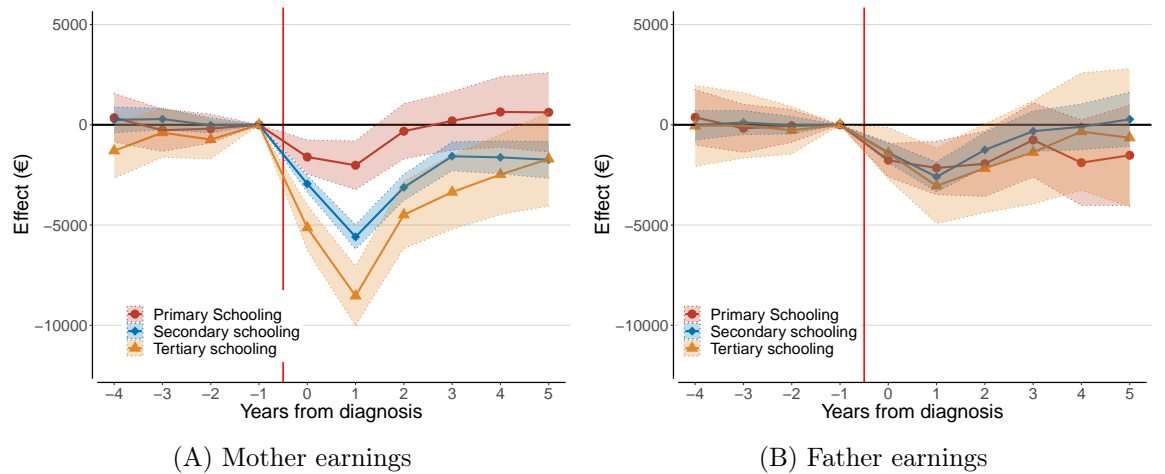 5000
0
−5000
−10000
Effect (€)
Primary Schooling
Secondary schooling
Tertiary schooling
−4 −3 −2 −1 0 1 2 3 4 5
Years from diagnosis
(A) Mother earnings
5000
0
−5000
−10000
Effect (€)
Primary Schooling
Secondary schooling
Tertiary schooling
−4 −3 −2 −1 0 1 2 3 4 5
Years from diagnosis
(B) Father earnings